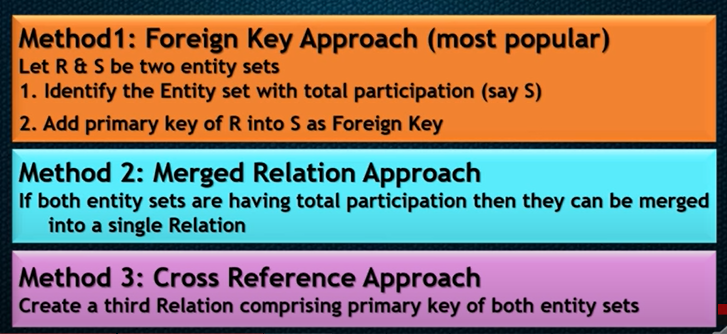 Method1: Foreign Key Approach (most popular)
Let R & S be two entity sets
1. Identify the Entity set with total participation (say S)
2. Add primary key of R into S as Foreign Key
Method 2: Merged Relation Approach
If both entity sets are having total participation then they can be merged
into a single Relation
Method 3: Cross Reference Approach
Create a third Relation comprising primary key of both entity sets